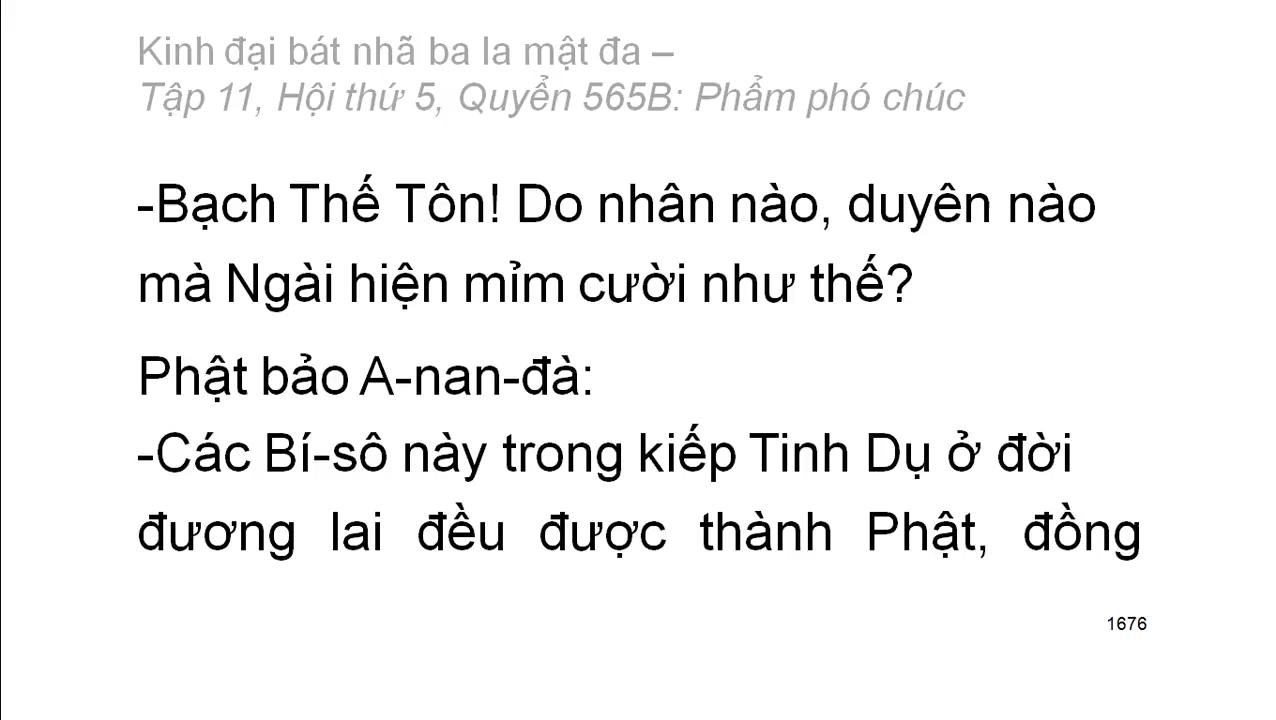 Kinh đại bát nhã ba la mật đa –
Tập 11, Hội thứ 5, Quyển 565B: Phẩm phó chúc
-Bạch Thế Tôn! Do nhân nào, duyên nào
mà Ngài hiện mỉm cười như thế?
Phật bảo A-nan-đà:
-Các Bí-sô này trong kiếp Tinh Dụ ở đời
đương lai đều được thành Phật, đồng
1676